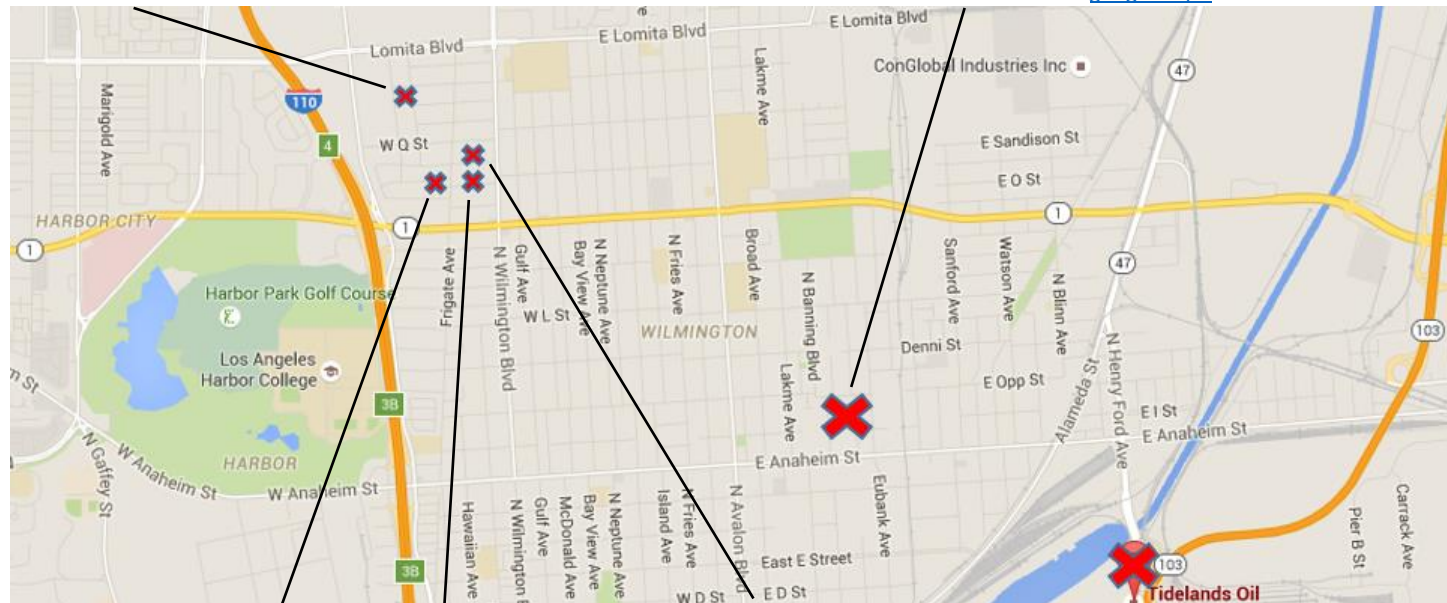 E Lomita Blvd
E Lomita Blvd
Lomita Blvd
Lakme Ave
ConGlobal Industries Inc
47
110
Marigold Ave
4
W Q St
E Sandison St
E O St
HARBOR CITY
1
1
1
47
Frigate Ave
N Wilmington Blvd
Gulf Ave
Bay View Ave
N Neptune Ave
N Fries Ave
Broad Ave
N Banning Blvd
Sanford Ave
Watson Ave
N Blinn Ave
Harbor Park Golf Course
W L St
WILMINGTON
103
Denni St
N Henry Ford Ave
Los Angeles
Harbor College
Lakme Ave
E Opp St
Alameda St
m St
3B
E I St
E Anaheim St
N Gaffey St
W Anaheim St
HARBOR
E Anaheim St
W Anaheim St
Hawaiian Ave
N Wilmington
Gulf Ave
McDonald Ave
Bay View Ave
N Neptune Ave
Island Ave
N Fries Ave
N Avalon Blvd
Eubank Ave
Pier B St
Carrack Ave
East E Street
3B
103
W D St
E D St
Tidelands Oil